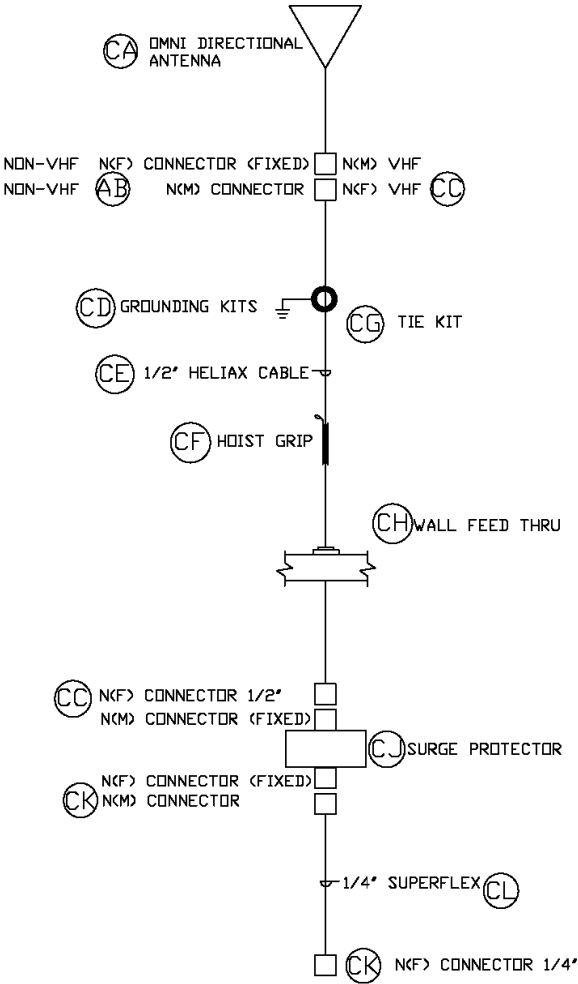 CA OMNI DIRECTIONAL
ANTENNA
NON-VHF N(F) CONNECTOR (FIXED) N(M) VHF
NON-VHF AB N(M) CONNECTOR N(F) VHF CC
CD GROUNDING KITS
CG TIE KIT
CE 1/2" HELIAX CABLE
CF HOIST GRIP
CH WALL FEED THRU
CC N(F) CONNECTOR 1/2"
N(M) CONNECTOR (FIXED)
CJ SURGE PROTECTOR
N(F) CONNECTOR (FIXED)
CK N(M) CONNECTOR
1/4" SUPERFLEX CL
CK N(F) CONNECTOR 1/4"